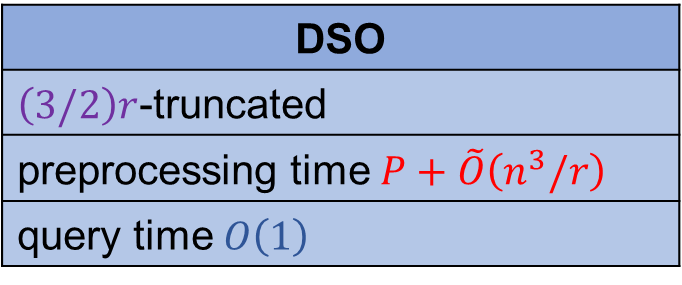 DSO
(3/2)r-truncated
preprocessing time P + Õ(n³/r)
query time O(1)